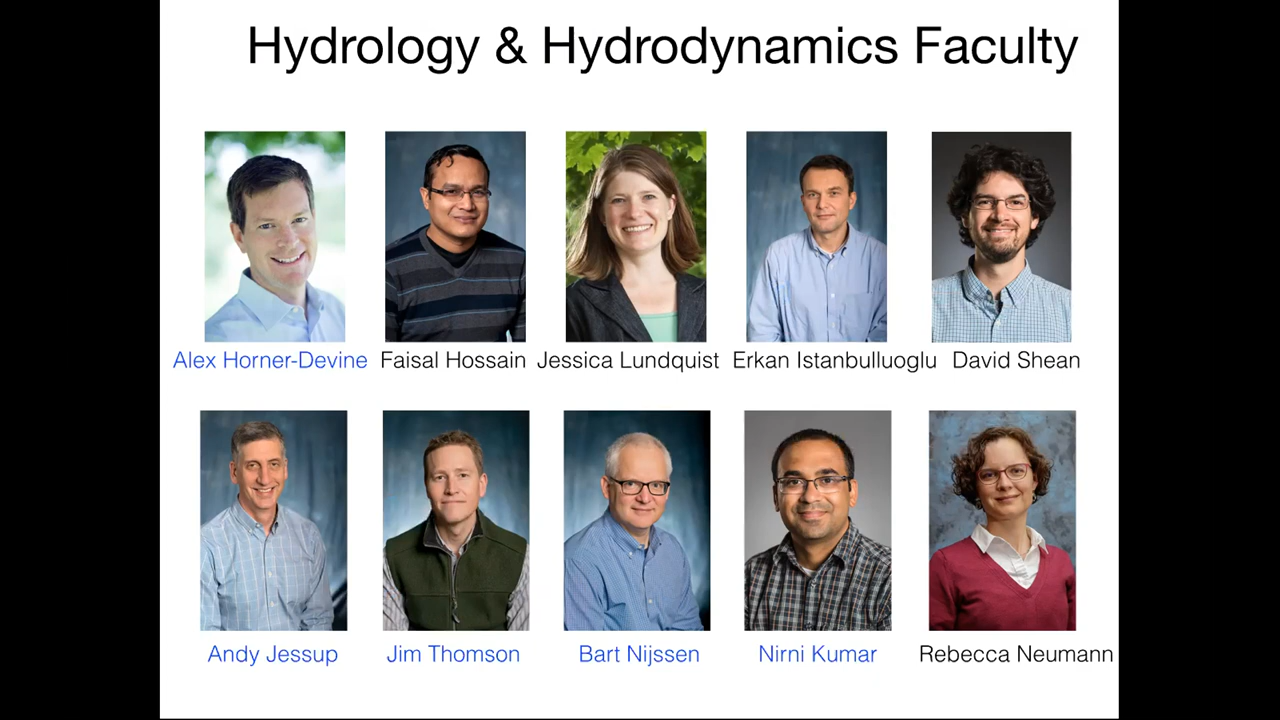 Hydrology & Hydrodynamics Faculty
Alex Horner-Devine Faisal Hossain Jessica Lundquist Erkan Istanbulluoglu David Shean
Andy Jessup Jim Thomson Bart Nijssen Nirni Kumar Rebecca Neumann